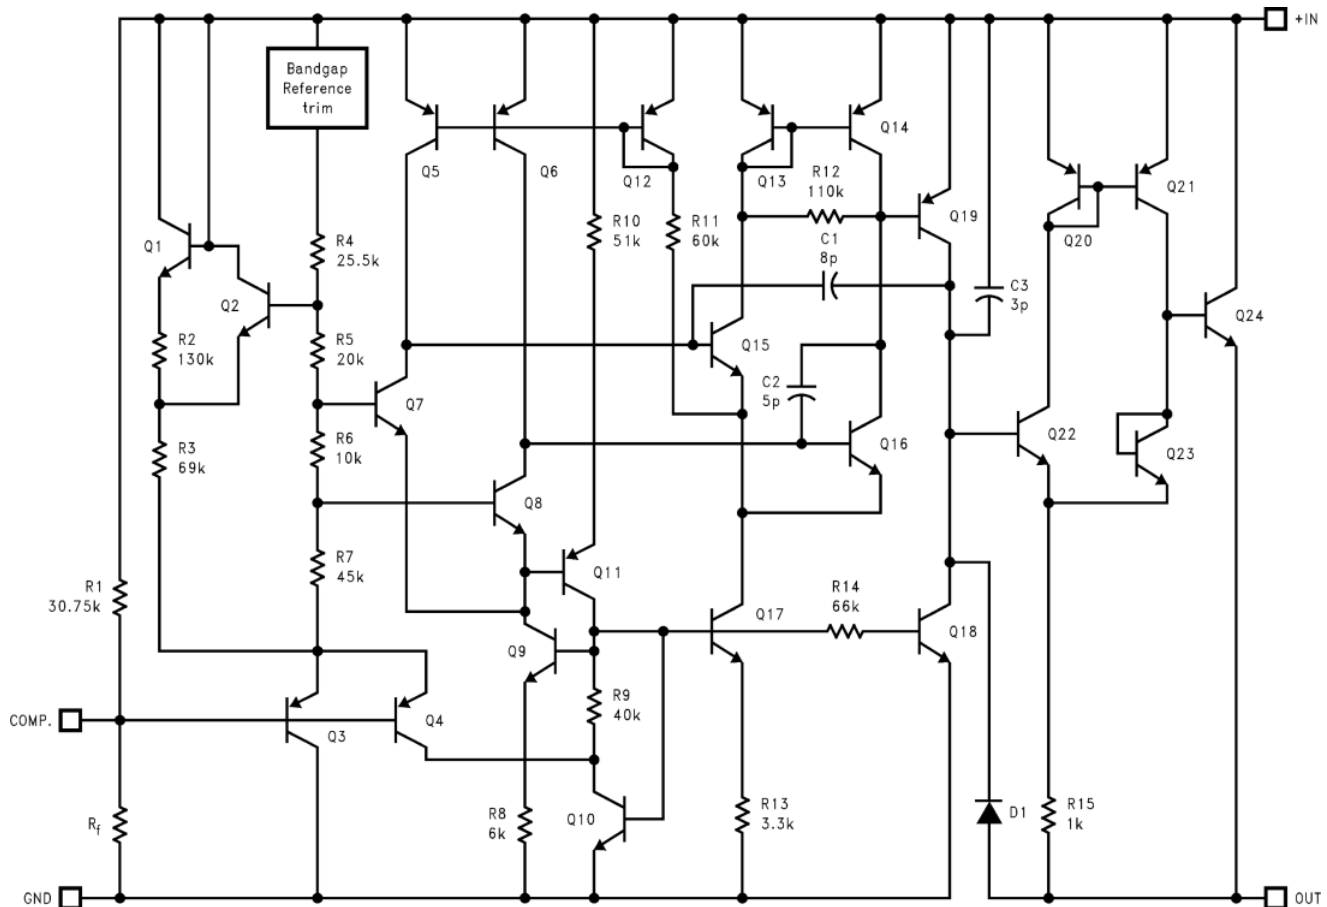 +IN
Bandgap
Reference
trim
Q14
Q5
Q6
Q12
Q13
R12
110k
Q21
Q19
Q20
Q1
R4
25.5k
R10
51k
R11
60k
C1
8p
Q2
C3
3p
Q24
R2
130k
R5
20k
Q15
C2
5p
Q7
R3
69k
R6
10k
Q16
Q22
Q23
Q8
R7
45k
Q11
R1
30.75k
R14
66k
Q17
Q18
Q9
R9
40k
COMP.
Q3
Q4
Rf
R8
6k
Q10
R13
3.3k
D1
R15
1k
GND
OUT